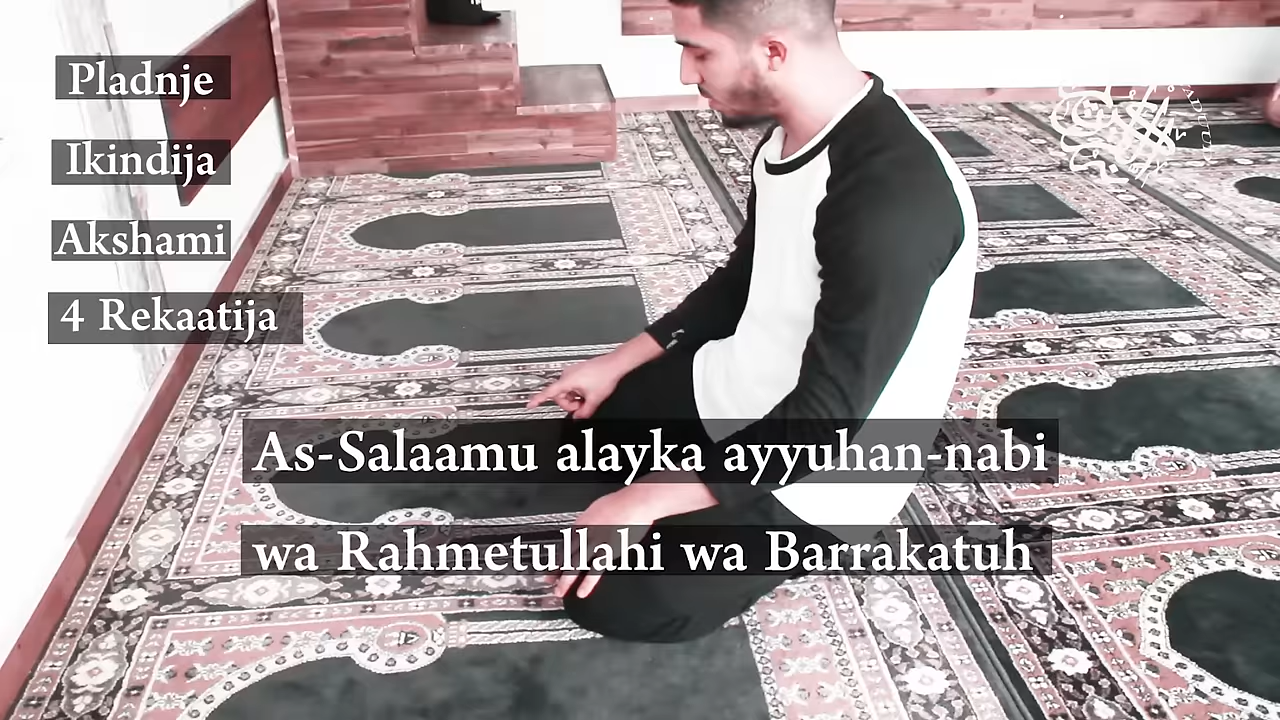 Pladnje
Ikindija
Akshami
4 Rekaatija
As-Salaamu alayka ayyuhan-nabi
wa Rahmetullahi wa Barrakatuh